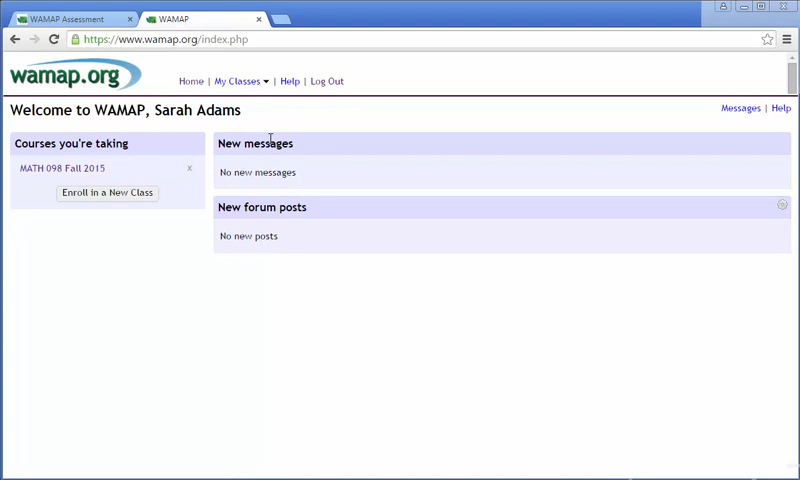 WAMAP Assessment × WAMAP ×
https://www.wamap.org/index.php
wamap.org
Home | My Classes | Help | Log Out
Welcome to WAMAP, Sarah Adams
Messages | Help
Courses you're taking
MATH 098 Fall 2015 x
Enroll in a New Class
New messages
No new messages
New forum posts
No new posts